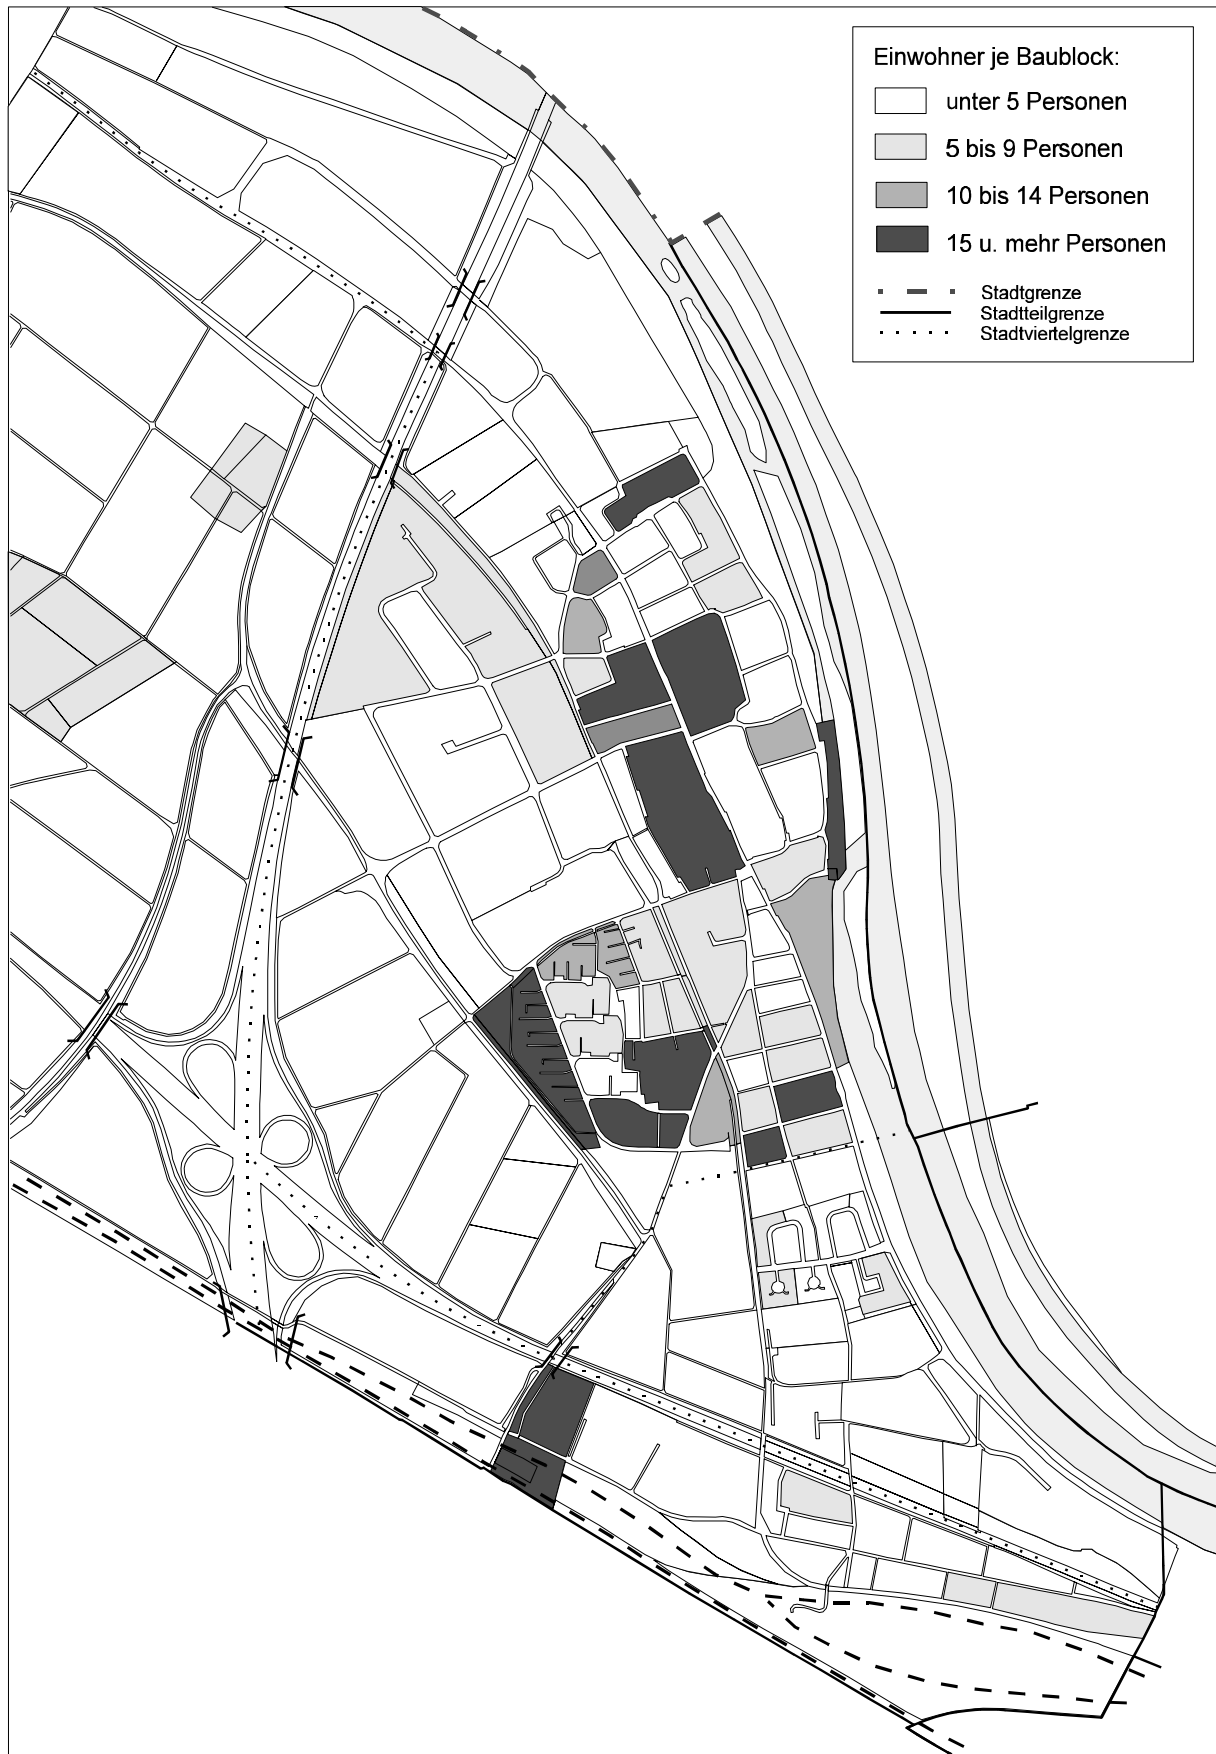 Einwohner je Baublock:
unter 5 Personen
5 bis 9 Personen
10 bis 14 Personen
15 u. mehr Personen
Stadtgrenze
Stadtteilgrenze
Stadtviertelgrenze